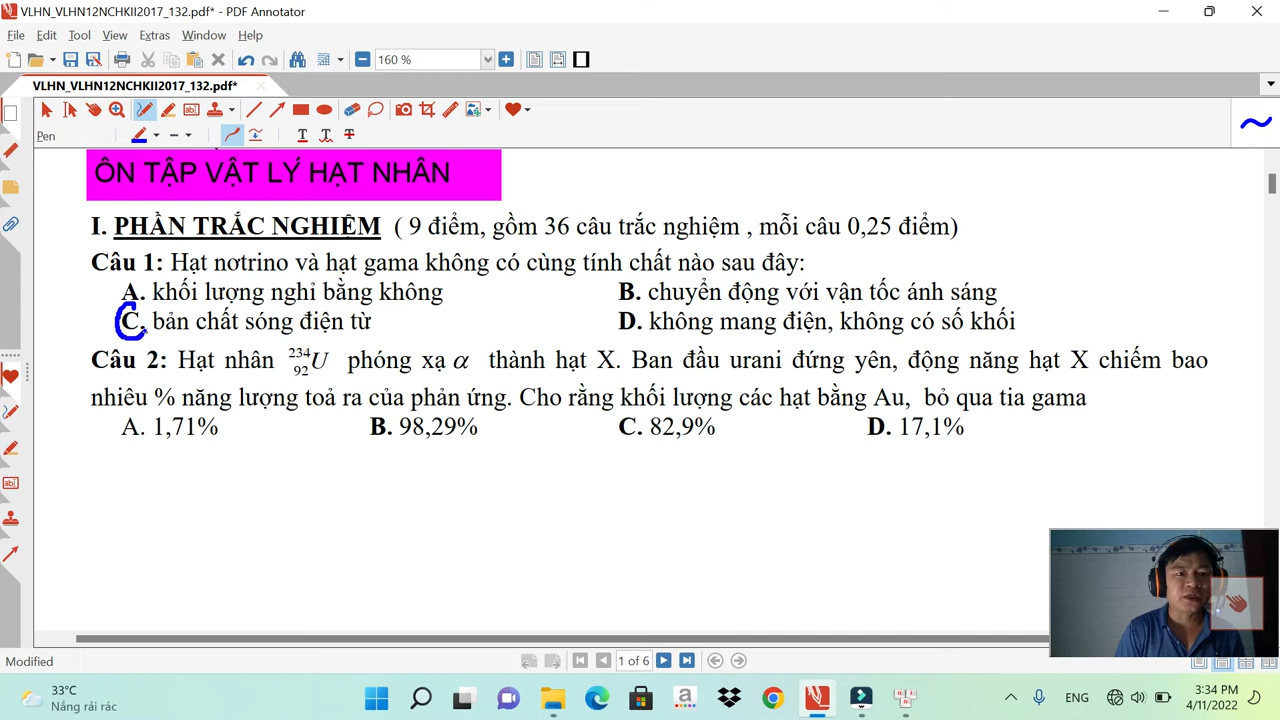 VLHN_VLHN12NCHKII2017_132.pdf* - PDF Annotator
File Edit Tool View Extras Window Help
160 %
VLHN_VLHN12NCHKII2017_132.pdf*
Pen
ÔN TẬP VẬT LÝ HẠT NHÂN
I. PHẦN TRẮC NGHIỆM ( 9 điểm, gồm 36 câu trắc nghiệm , mỗi câu 0,25 điểm)
Câu 1: Hạt nơtrino và hạt gama không có cùng tính chất nào sau đây:
A. khối lượng nghỉ bằng không B. chuyển động với vận tốc ánh sáng
C. bản chất sóng điện từ D. không mang điện, không có số khối
Câu 2: Hạt nhân ²³⁴₉₂U phóng xạ α thành hạt X. Ban đầu urani đứng yên, động năng hạt X chiếm bao
nhiêu % năng lượng toả ra của phản ứng. Cho rằng khối lượng các hạt bằng Au, bỏ qua tia gama
A. 1,71% B. 98,29% C. 82,9% D. 17,1%
Modified 1 of 6
33°C
Nắng rải rác
ENG
3:34 PM
4/11/2022